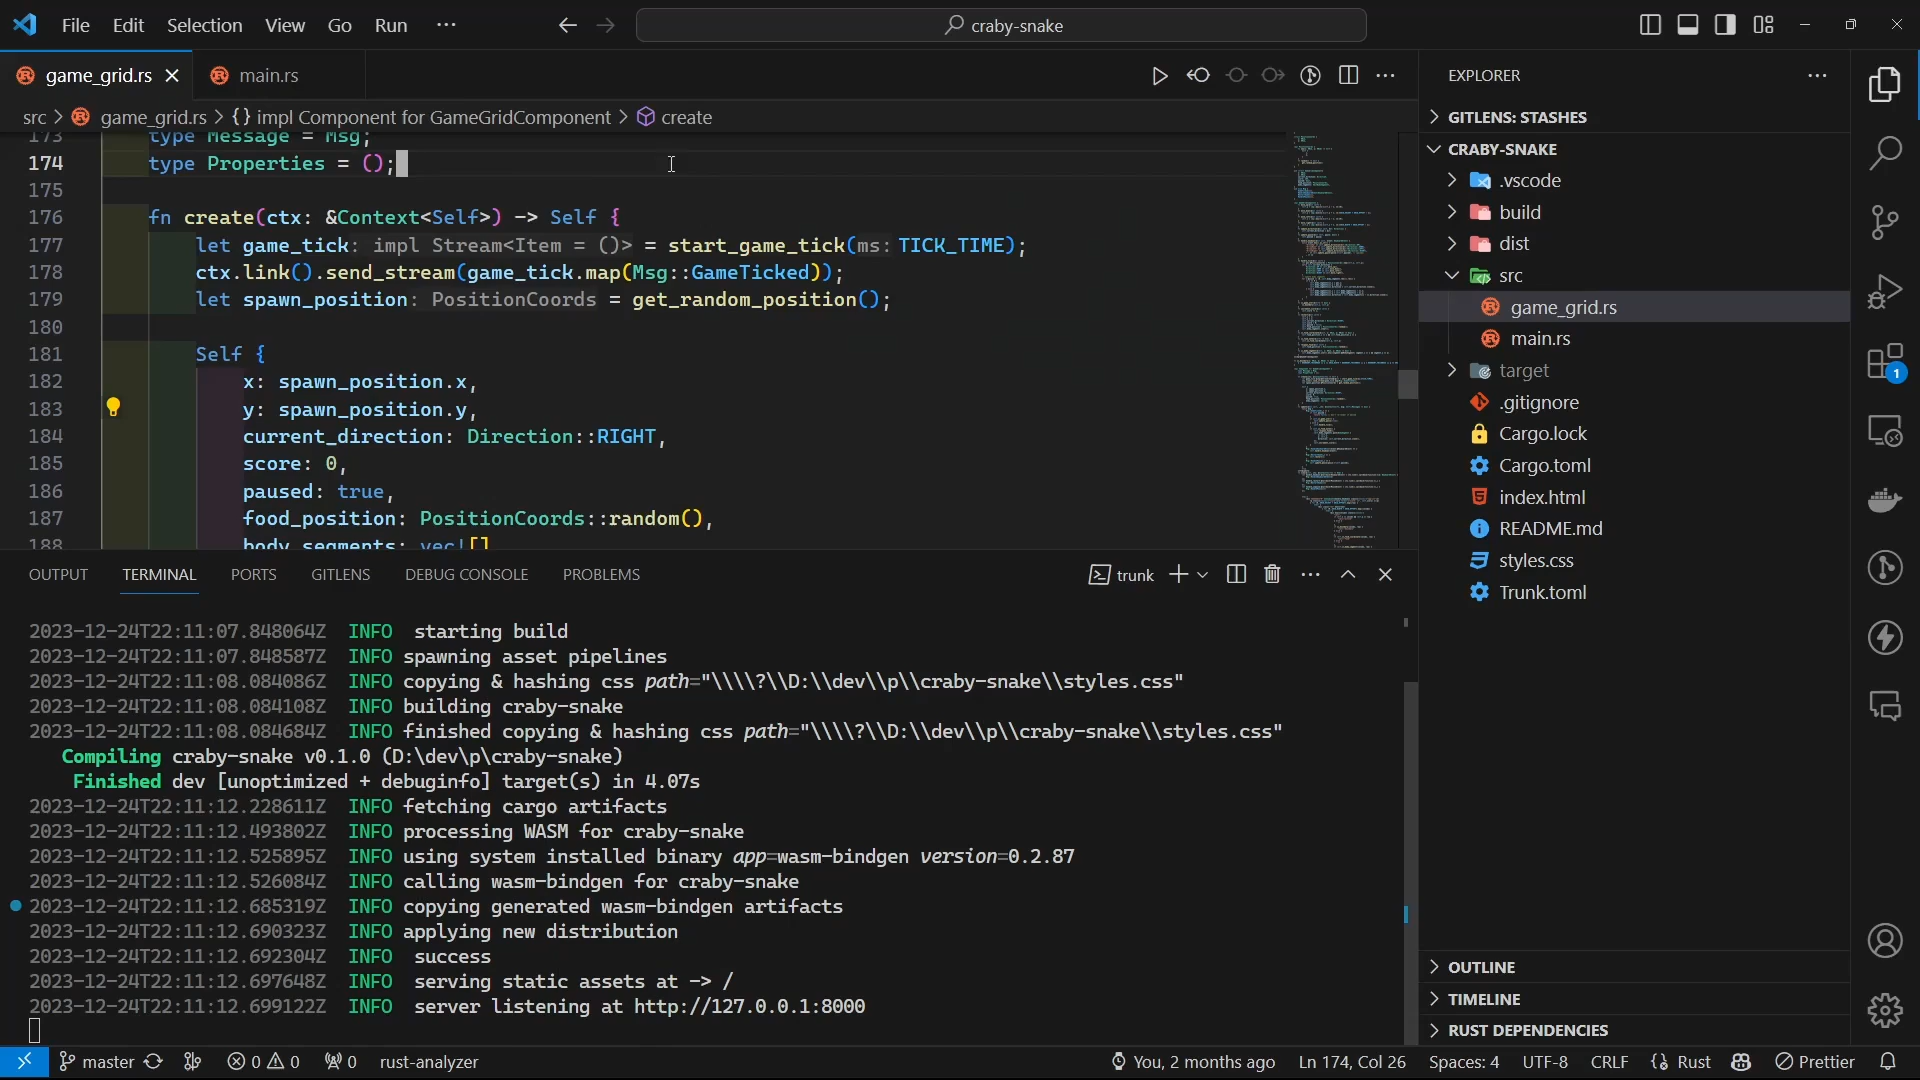 File Edit Selection View Go Run ···
craby-snake
game_grid.rs
main.rs
src > game_grid.rs > {} impl Component for GameGridComponent > create
173 type Message = Msg;
174 type Properties = ();
175
176 fn create(ctx: &Context<Self>) -> Self {
177 let game_tick: impl Stream<Item = ()> = start_game_tick(ms: TICK_TIME);
178 ctx.link().send_stream(game_tick.map(Msg::GameTicked));
179 let spawn_position: PositionCoords = get_random_position();
180
181 Self {
182 x: spawn_position.x,
183 y: spawn_position.y,
184 current_direction: Direction::RIGHT,
185 score: 0,
186 paused: true,
187 food_position: PositionCoords::random(),
188 body_segments: vec![]
OUTPUT TERMINAL PORTS GITLENS DEBUG CONSOLE PROBLEMS
trunk
2023-12-24T22:11:07.848064Z INFO starting build
2023-12-24T22:11:07.848587Z INFO spawning asset pipelines
2023-12-24T22:11:08.084086Z INFO copying & hashing css path="\\\\?\\D:\\dev\\p\\craby-snake\\styles.css"
2023-12-24T22:11:08.084108Z INFO building craby-snake
2023-12-24T22:11:08.084684Z INFO finished copying & hashing css path="\\\\?\\D:\\dev\\p\\craby-snake\\styles.css"
Compiling craby-snake v0.1.0 (D:\dev\p\craby-snake)
Finished dev [unoptimized + debuginfo] target(s) in 4.07s
2023-12-24T22:11:12.228611Z INFO fetching cargo artifacts
2023-12-24T22:11:12.493802Z INFO processing WASM for craby-snake
2023-12-24T22:11:12.525895Z INFO using system installed binary app=wasm-bindgen version=0.2.87
2023-12-24T22:11:12.526084Z INFO calling wasm-bindgen for craby-snake
2023-12-24T22:11:12.685319Z INFO copying generated wasm-bindgen artifacts
2023-12-24T22:11:12.690323Z INFO applying new distribution
2023-12-24T22:11:12.692304Z INFO success
2023-12-24T22:11:12.697648Z INFO serving static assets at -> /
2023-12-24T22:11:12.699122Z INFO server listening at http://127.0.0.1:8000
EXPLORER
GITLENS: STASHES
CRABY-SNAKE
.vscode
build
dist
src
game_grid.rs
main.rs
target
.gitignore
Cargo.lock
Cargo.toml
index.html
README.md
styles.css
Trunk.toml
OUTLINE
TIMELINE
RUST DEPENDENCIES
1
master 0 0 0 rust-analyzer
You, 2 months ago Ln 174, Col 26 Spaces: 4 UTF-8 CRLF {} Rust Prettier